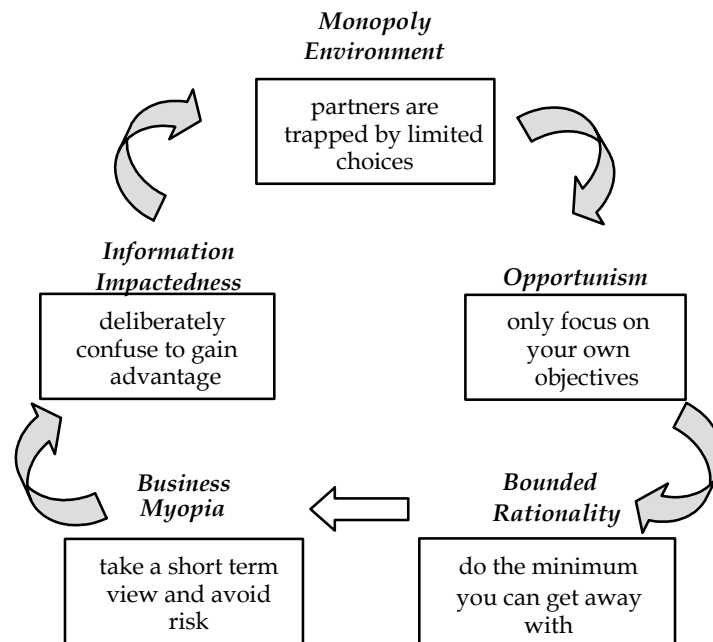 Monopoly
Environment
partners are
trapped by limited
choices
Information
Impactedness
deliberately
confuse to gain
advantage
Opportunism
only focus on
your own
objectives
Business
Myopia
take a short term
view and avoid
risk
Bounded
Rationality
do the minimum
you can get away
with